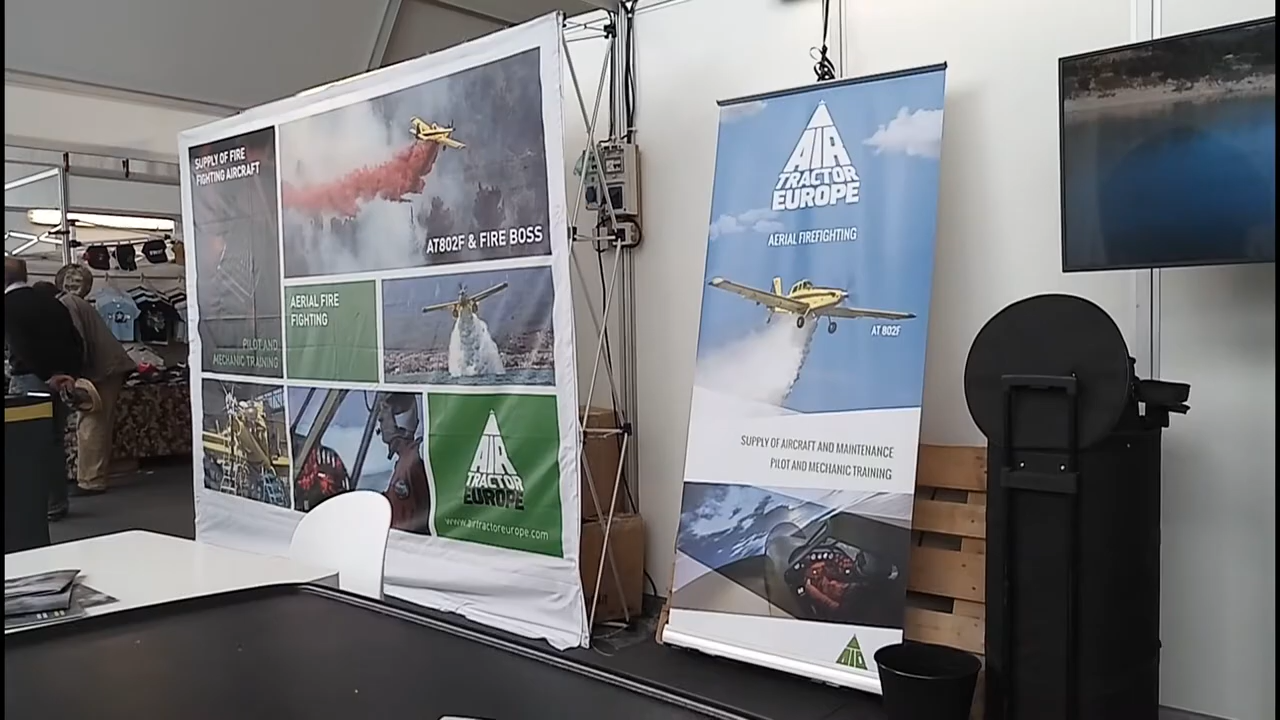 SUPPLY OF FIRE
FIGHTING AIRCRAFT
AT802F & FIRE BOSS
AERIAL FIRE
FIGHTING
PILOT AND
MECHANIC TRAINING
AIR
TRACTOR
EUROPE
www.airtractoreurope.com
AIR
TRACTOR
EUROPE
AERIAL FIREFIGHTING
AT 802F
SUPPLY OF AIRCRAFT AND MAINTENANCE
PILOT AND MECHANIC TRAINING